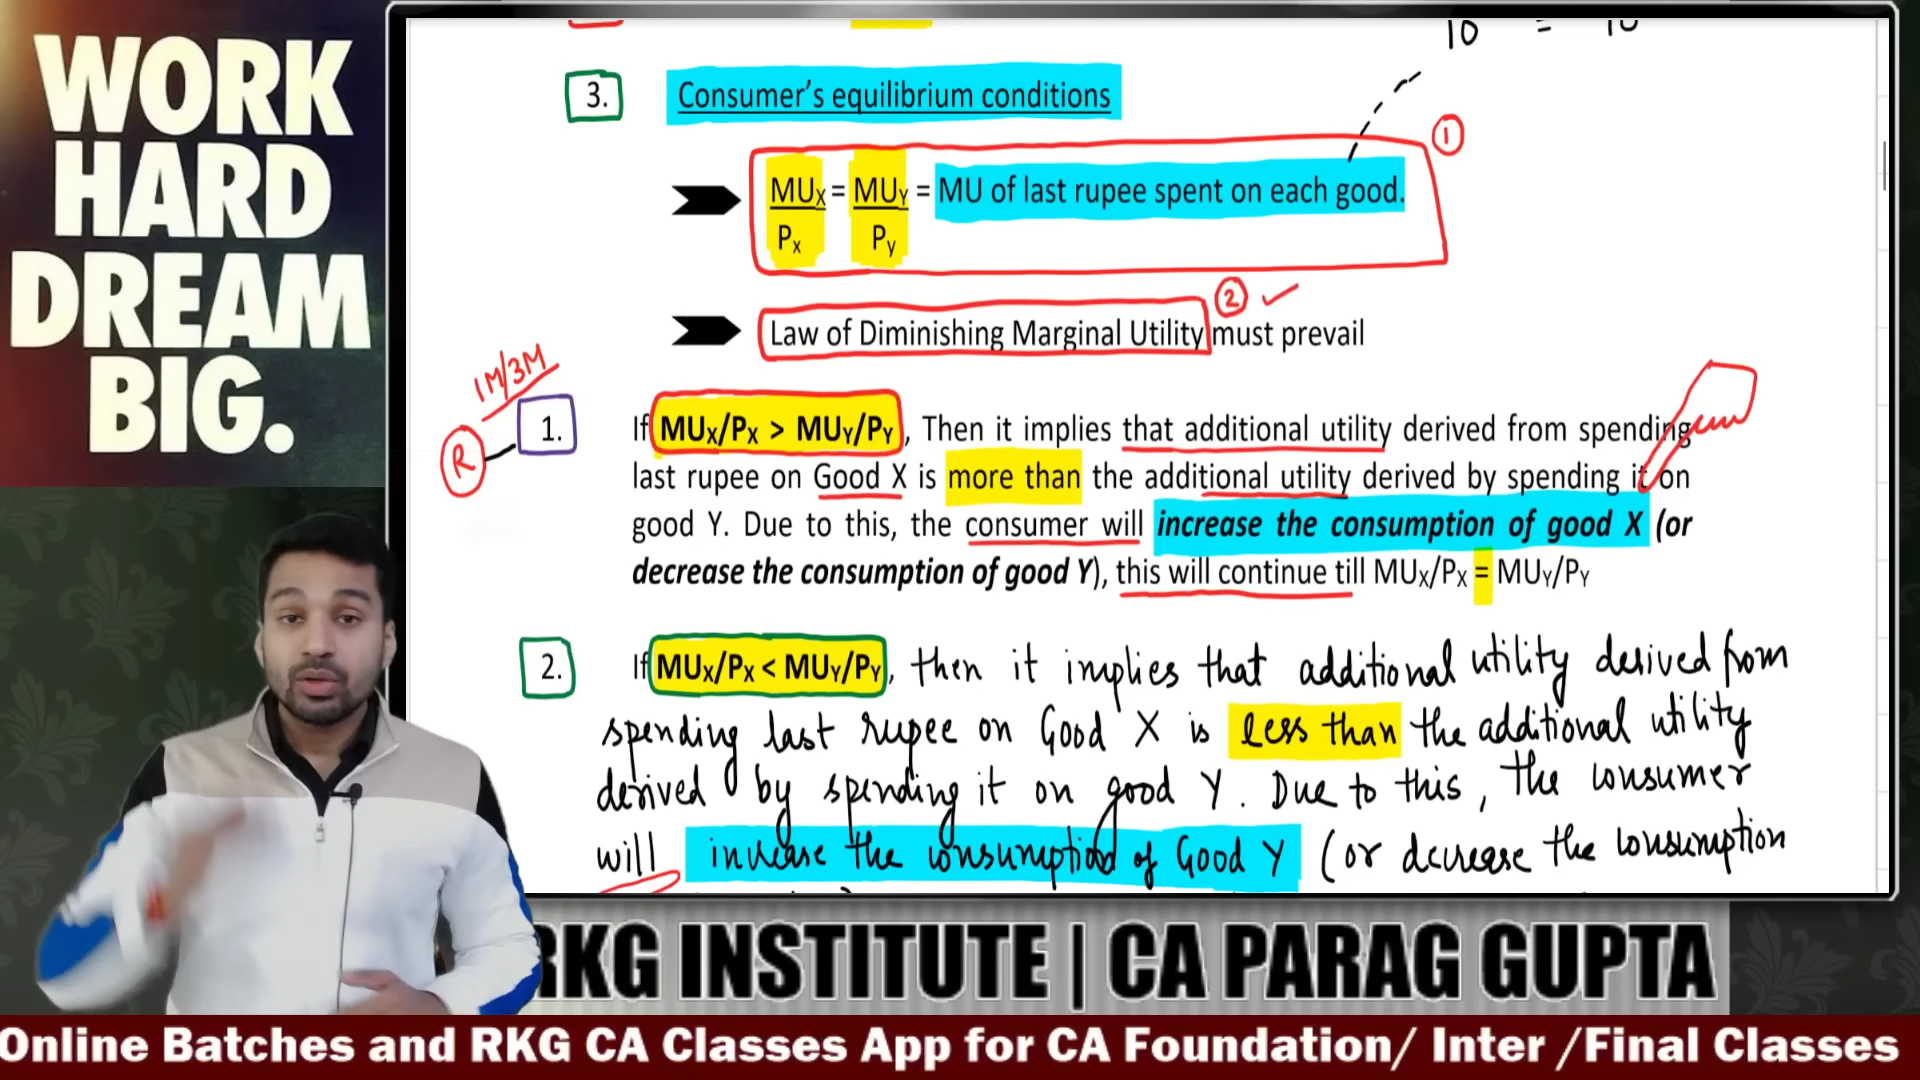 WORK
HARD
DREAM
BIG.
10 = 10
3. Consumer's equilibrium conditions
1
MUX = MUY = MU of last rupee spent on each good.
Px Py
2
Law of Diminishing Marginal Utility must prevail
1M/3M
R
1. If MUX/PX > MUY/PY, Then it implies that additional utility derived from spending
last rupee on Good X is more than the additional utility derived by spending it on
good Y. Due to this, the consumer will increase the consumption of good X (or
decrease the consumption of good Y), this will continue till MUX/PX = MUY/PY
2. If MUX/PX < MUY/PY, then it implies that additional utility derived from
spending last rupee on Good X is less than the additional utility
derived by spending it on good Y. Due to this, the consumer
will increase the consumption of Good Y (or decrease the consumption
RKG INSTITUTE | CA PARAG GUPTA
Online Batches and RKG CA Classes App for CA Foundation/ Inter /Final Classes